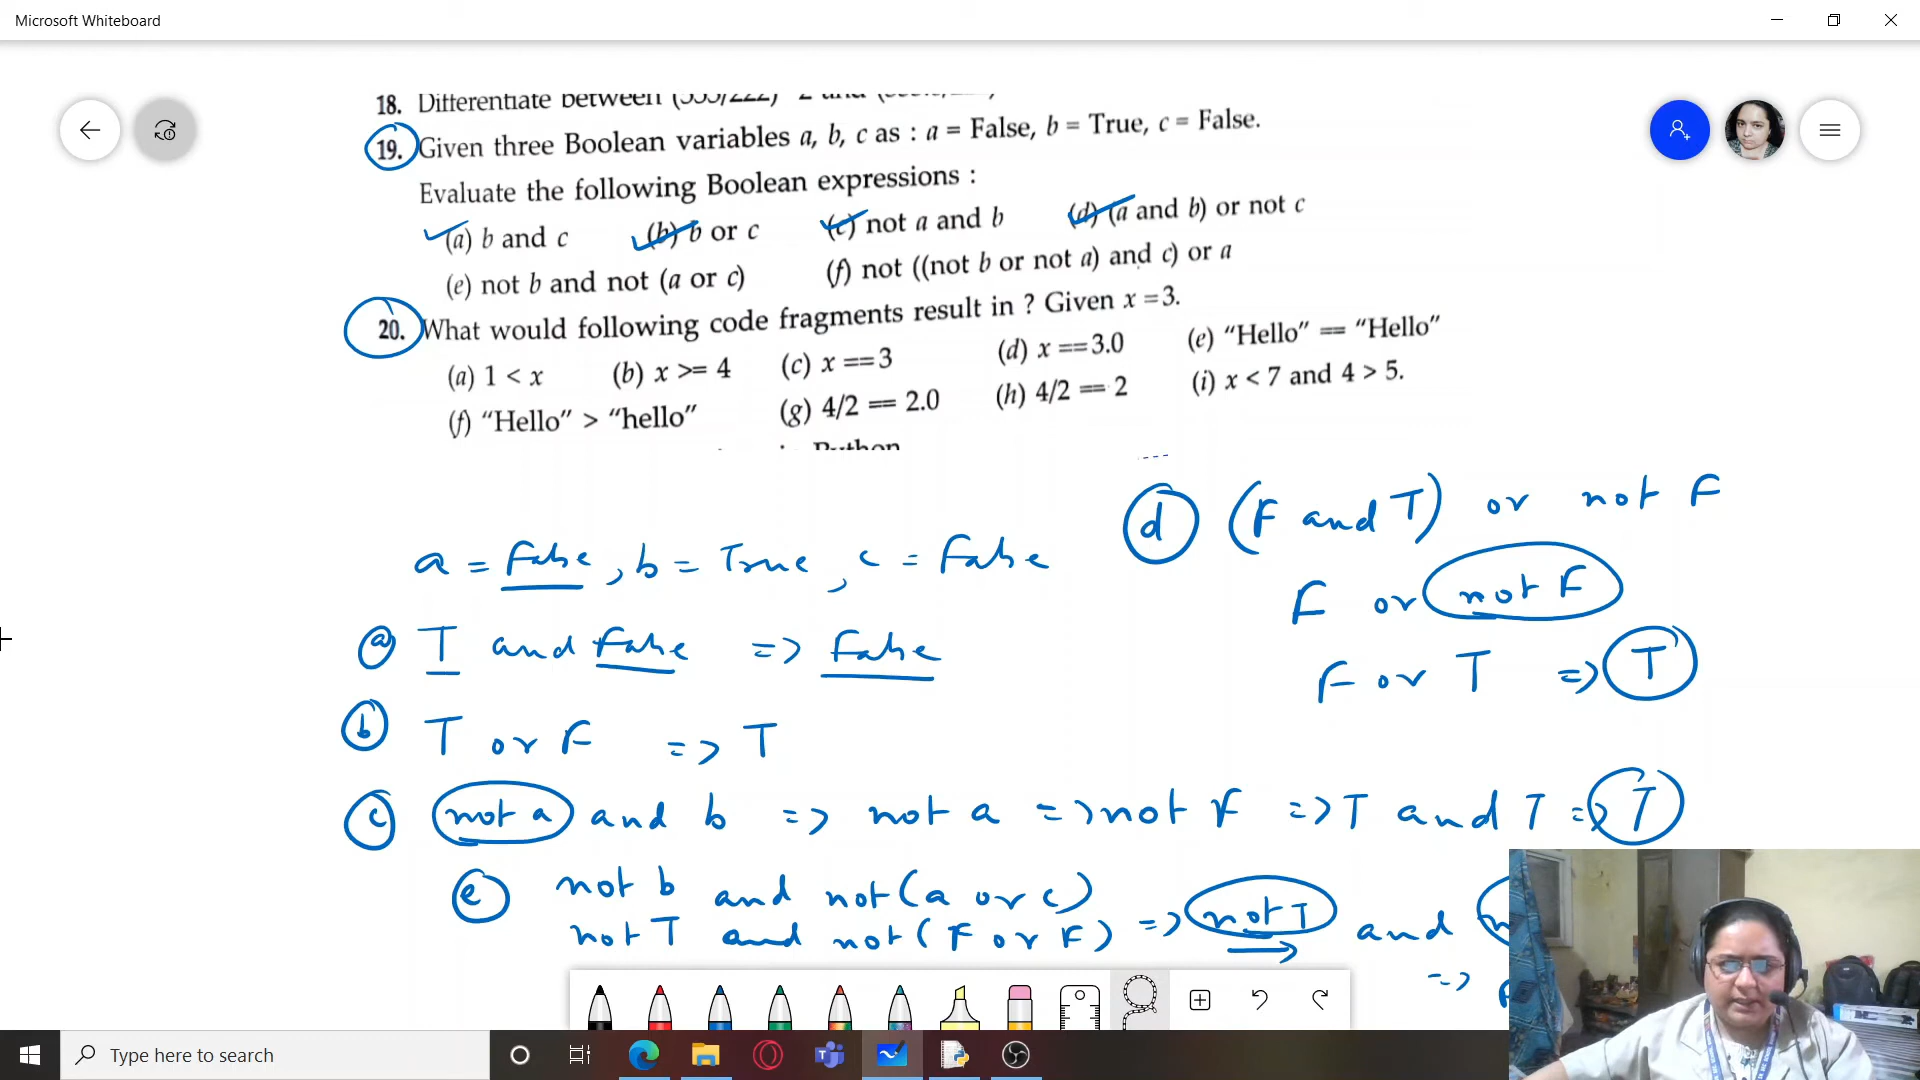 Microsoft Whiteboard
18. Differentiate between
19. Given three Boolean variables a, b, c as : a = False, b = True, c = False.
Evaluate the following Boolean expressions :
(a) b and c (b) b or c (c) not a and b (d) (a and b) or not c
(e) not b and not (a or c) (f) not ((not b or not a) and c) or a
20. What would following code fragments result in ? Given x = 3.
(a) 1 < x (b) x >= 4 (c) x == 3 (d) x == 3.0 (e) “Hello” == “Hello”
(f) “Hello” > “hello” (g) 4/2 == 2.0 (h) 4/2 == 2 (i) x < 7 and 4 > 5.
Python
a = False , b = True , c = False
(a) T and False => False
(b) T or F => T
(c) not a and b => not a => not F => T and T => T
(d) (F and T) or not F
F or not F
F or T => T
(e) not b and not (a or c)
not T and not (F or F) => not T and
=>
Type here to search